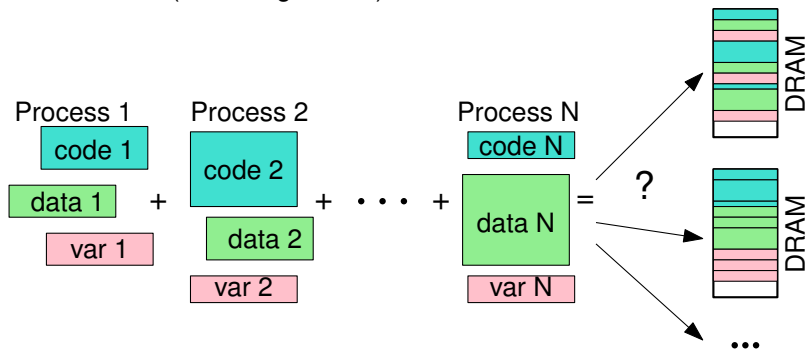 Process 1
code 1
data 1
var 1
+
Process 2
code 2
data 2
var 2
+
• • •
+
Process N
code N
data N
var N
=
?
DRAM
DRAM
...